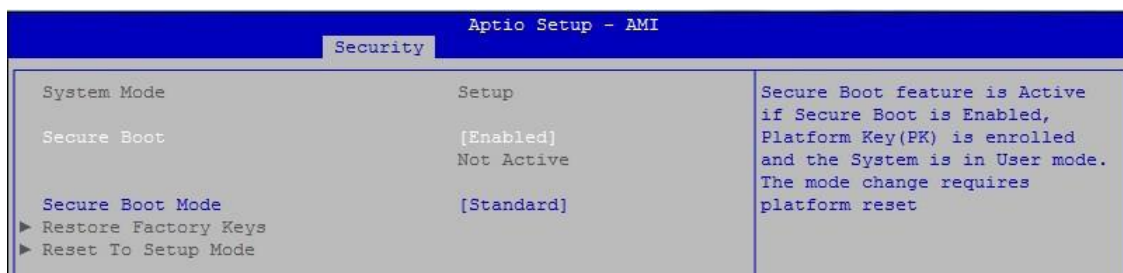 Aptio Setup - AMI
Security
System Mode Setup
Secure Boot [Enabled]
Not Active
Secure Boot Mode [Standard]
► Restore Factory Keys
► Reset To Setup Mode
Secure Boot feature is Active
if Secure Boot is Enabled,
Platform Key(PK) is enrolled
and the System is in User mode.
The mode change requires
platform reset